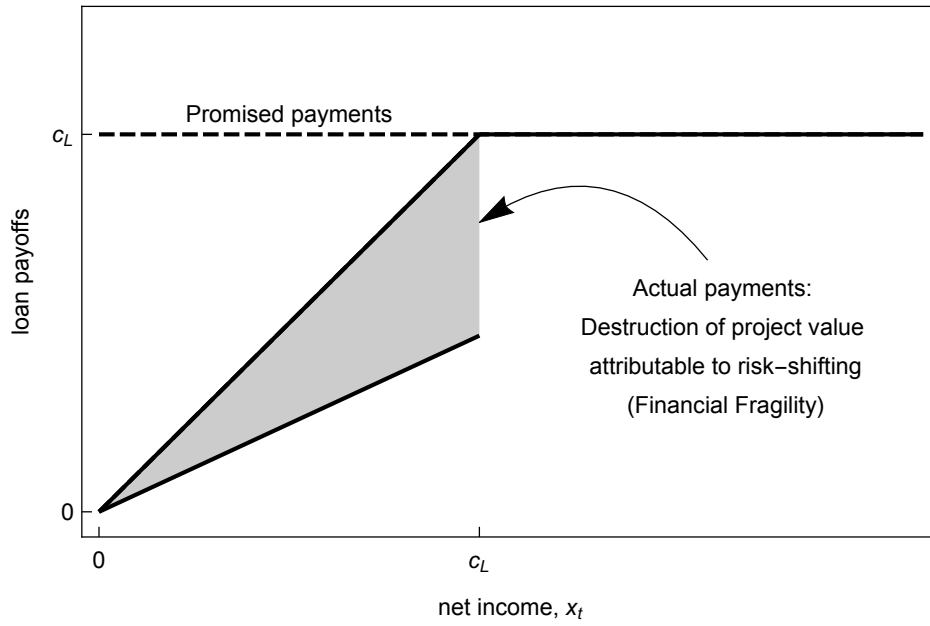 Promised payments
c_L
loan payoffs
Actual payments:
Destruction of project value
attributable to risk−shifting
(Financial Fragility)
0
0
c_L
net income, x_t